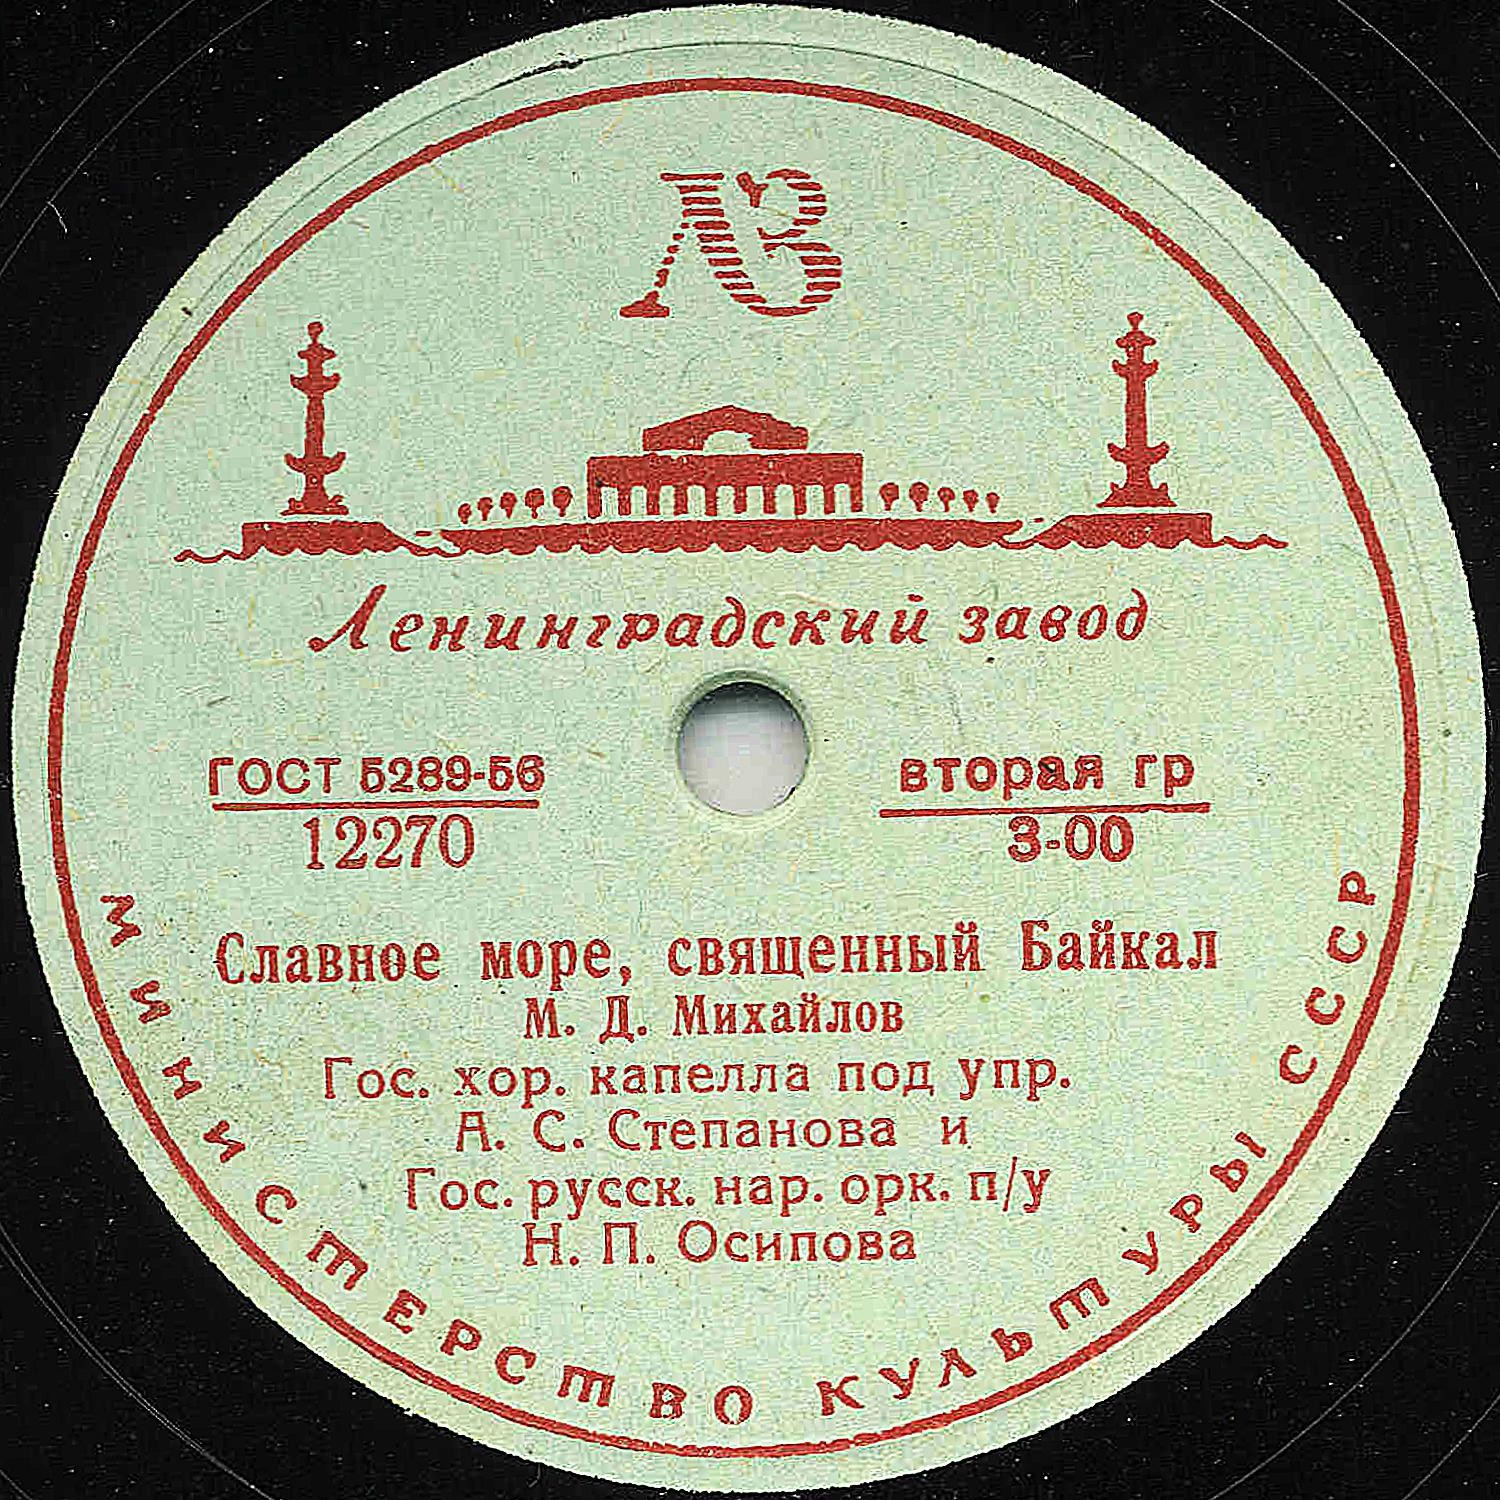 ЛЗ
Ленинградский завод
ГОСТ 5289-56
12270
вторая гр
3-00
Славное море, священный Байкал
М. Д. Михайлов
Гос. хор. капелла под упр.
А. С. Степанова и
Гос. русск. нар. орк. п/у
Н. П. Осипова
МИНИСТЕРСТВО КУЛЬТУРЫ СССР